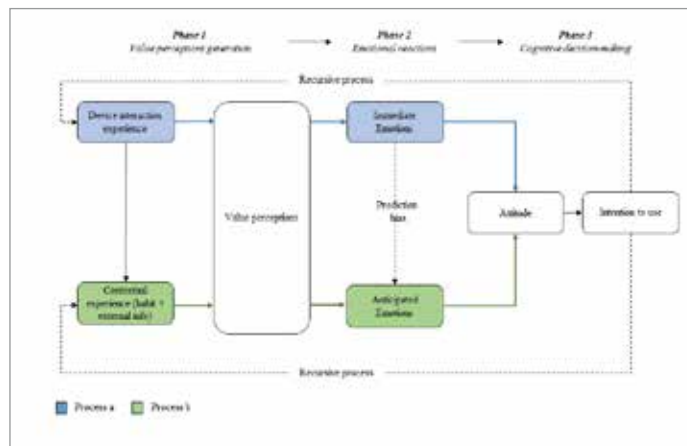 Phase 1
Value perceptions generation
Phase 2
Emotional reactions
Phase 3
Cognitive decision-making
Recursive process
Device interaction
experience
Immediate
Emotion
Value perceptions
Prediction
bias
Attitude
Intention to use
Contextual
experience (habit +
external info)
Anticipated
Emotions
Recursive process
Process a
Process b